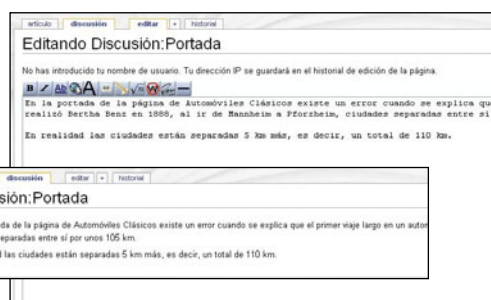 artículo discusión editar + historial
Editando Discusión:Portada
No has introducido tu nombre de usuario. Tu dirección IP se guardará en el historial de edición de la página.
En la portada de la página de Automóviles Clásicos existe un error cuando se explica qu
realizó Bertha Benz en 1888, al ir de Mannheim a Pforzheim, ciudades separadas entre sí
En realidad las ciudades están separadas 5 km más, es decir, un total de 110 km.
discusión editar + historial
sión:Portada
da de la página de Automóviles Clásicos existe un error cuando se explica que el primer viaje largo en un autor
eparadas entre sí por unos 105 km.
d las ciudades están separadas 5 km más, es decir, un total de 110 km.